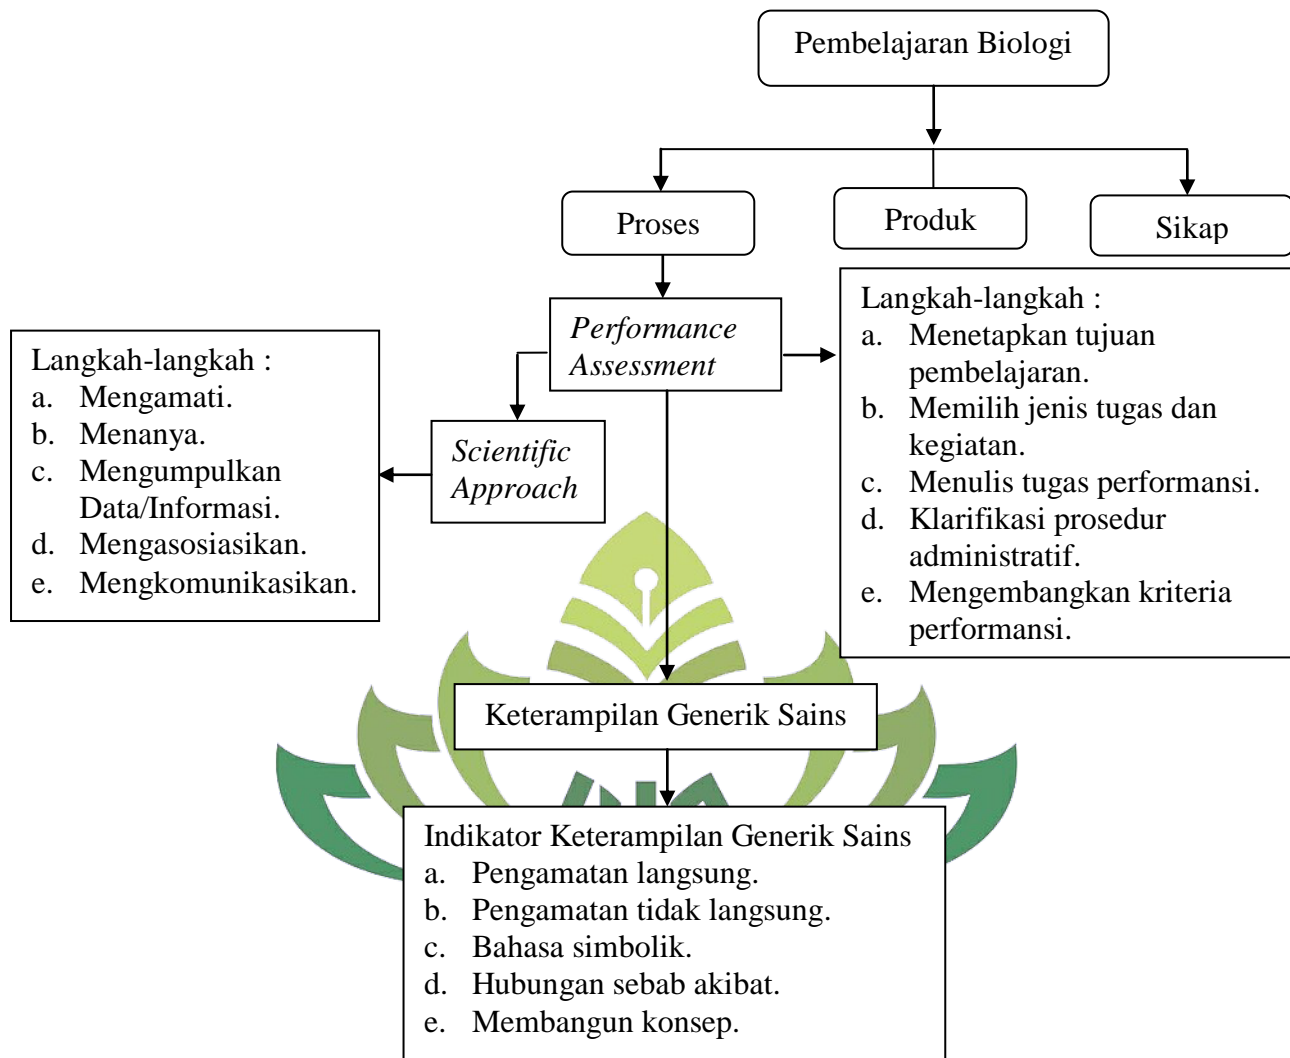 Pembelajaran Biologi
Proses
Produk
Sikap
Performance
Assessment
Langkah-langkah :
a. Menetapkan tujuan
pembelajaran.
b. Memilih jenis tugas dan
kegiatan.
c. Menulis tugas performansi.
d. Klarifikasi prosedur
administratif.
e. Mengembangkan kriteria
performansi.
Scientific
Approach
Langkah-langkah :
a. Mengamati.
b. Menanya.
c. Mengumpulkan
Data/Informasi.
d. Mengasosiasikan.
e. Mengkomunikasikan.
Keterampilan Generik Sains
Indikator Keterampilan Generik Sains
a. Pengamatan langsung.
b. Pengamatan tidak langsung.
c. Bahasa simbolik.
d. Hubungan sebab akibat.
e. Membangun konsep.